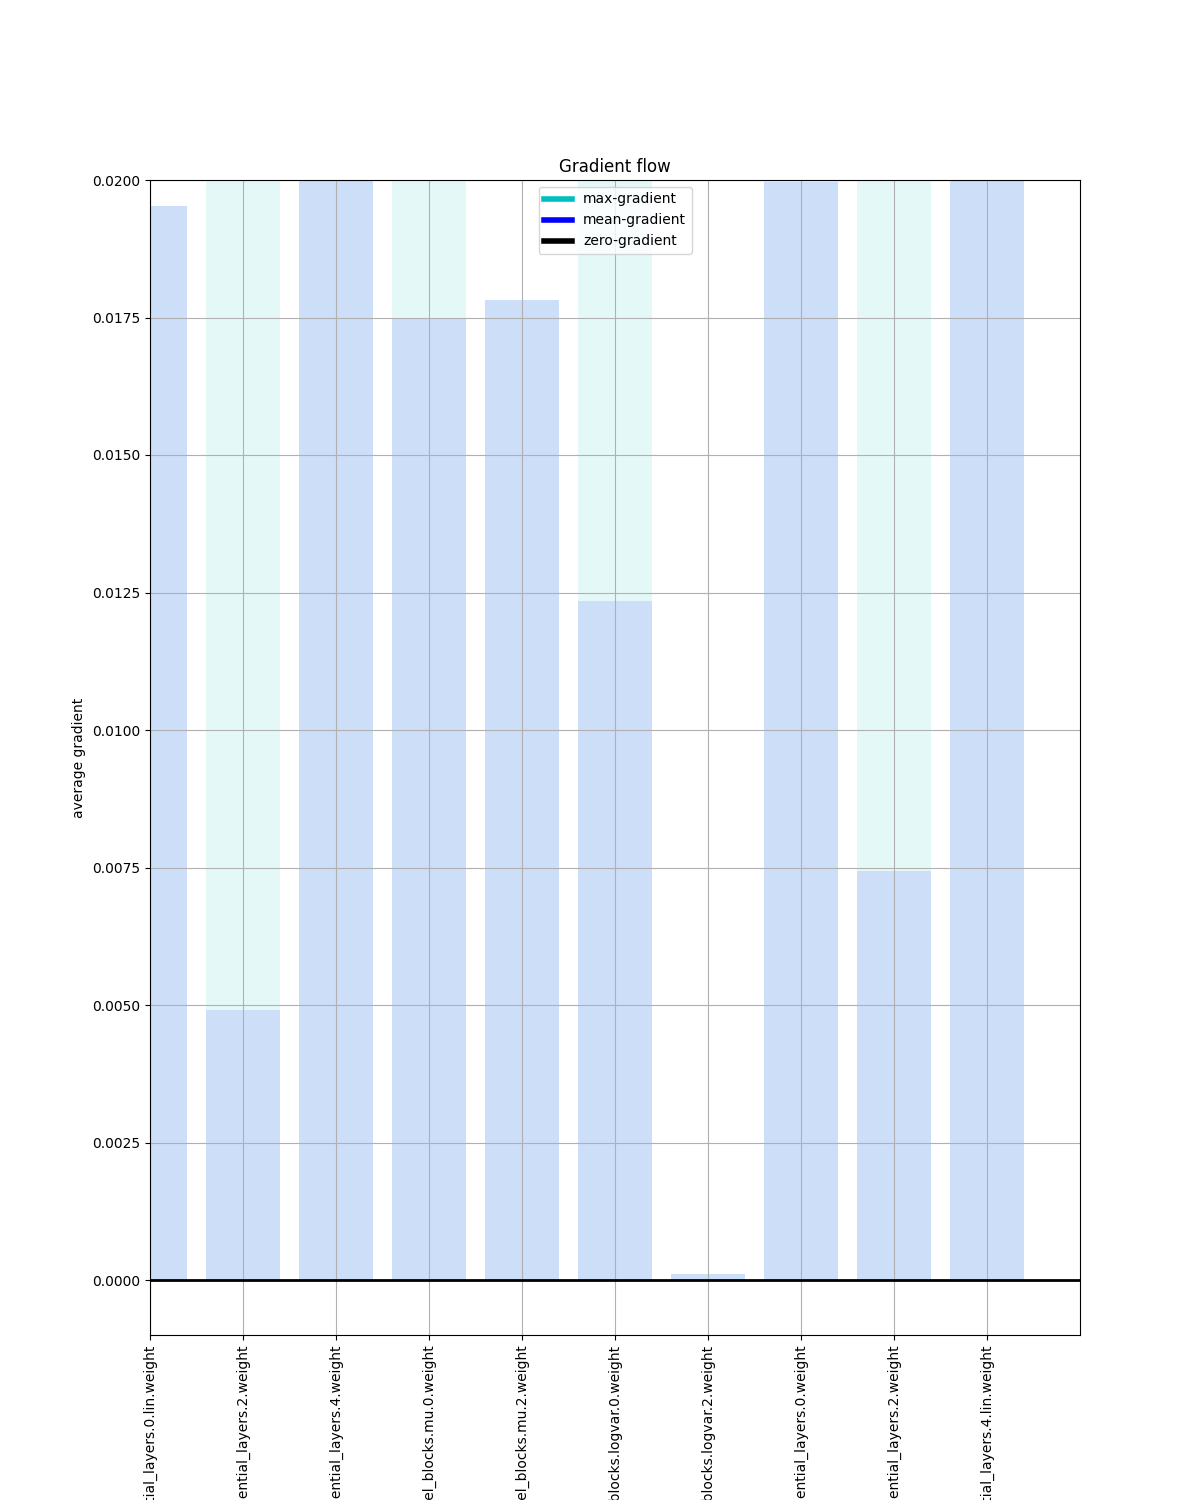 Gradient flow
max-gradient
mean-gradient
zero-gradient
0.0200
0.0175
0.0150
0.0125
0.0100
0.0075
0.0050
0.0025
0.0000
average gradient
tial_layers.0.lin.weight
ential_layers.2.weight
ential_layers.4.weight
el_blocks.mu.0.weight
el_blocks.mu.2.weight
blocks.logvar.0.weight
blocks.logvar.2.weight
ential_layers.0.weight
ential_layers.2.weight
tial_layers.4.lin.weight